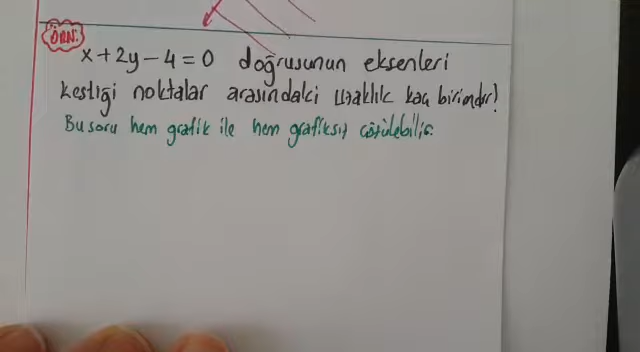 ÖRN:
x+2y-4=0 doğrusunun eksenleri
kestiği noktalar arasındaki uzaklık kaç birimdir?
Bu soru hem grafik ile hem grafiksiz çözülebilir.